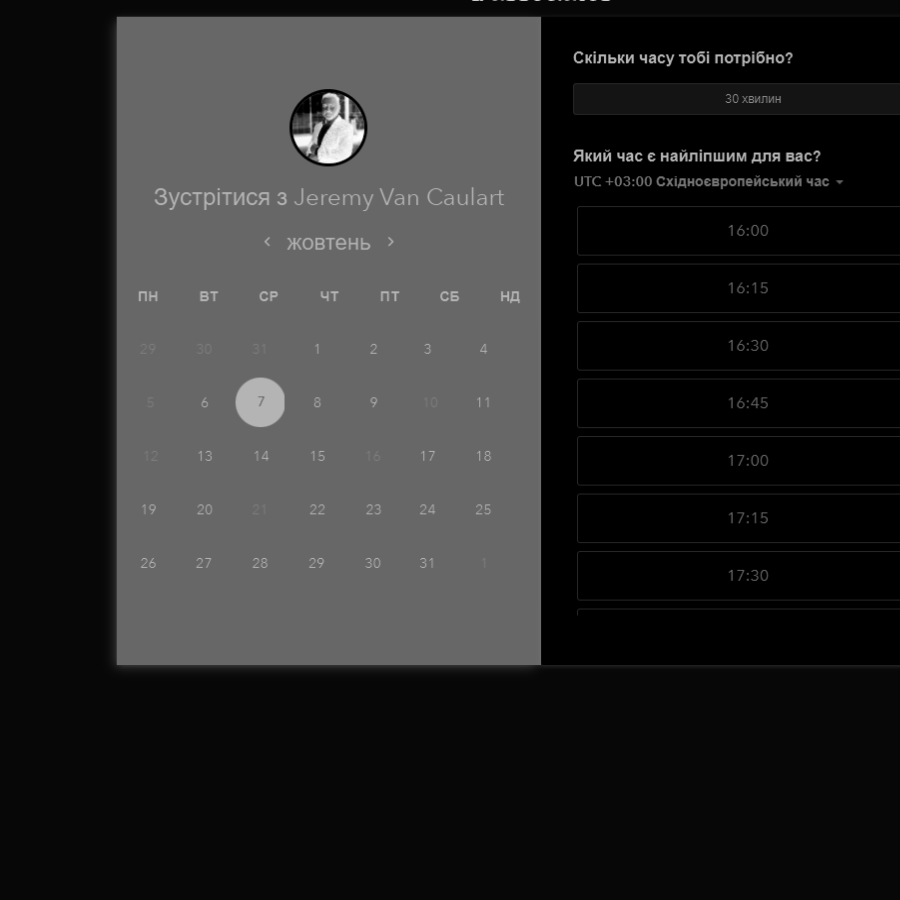 Зустрітися з Jeremy Van Caulart
жовтень
ПН ВТ СР ЧТ ПТ СБ НД
29 30 31 1 2 3 4
5 6 7 8 9 10 11
12 13 14 15 16 17 18
19 20 21 22 23 24 25
26 27 28 29 30 31 1
Скільки часу тобі потрібно?
30 хвилин
Який час є найліпшим для вас?
UTC +03:00 Східноєвропейський час
16:00
16:15
16:30
16:45
17:00
17:15
17:30